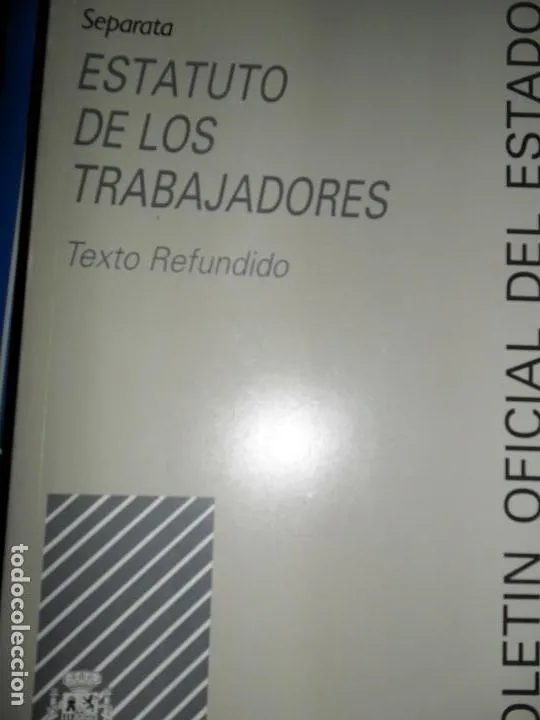 Separata
ESTATUTO
DE LOS
TRABAJADORES
Texto Refundido
OLETIN OFICIAL DEL ESTADO
todocoleccion